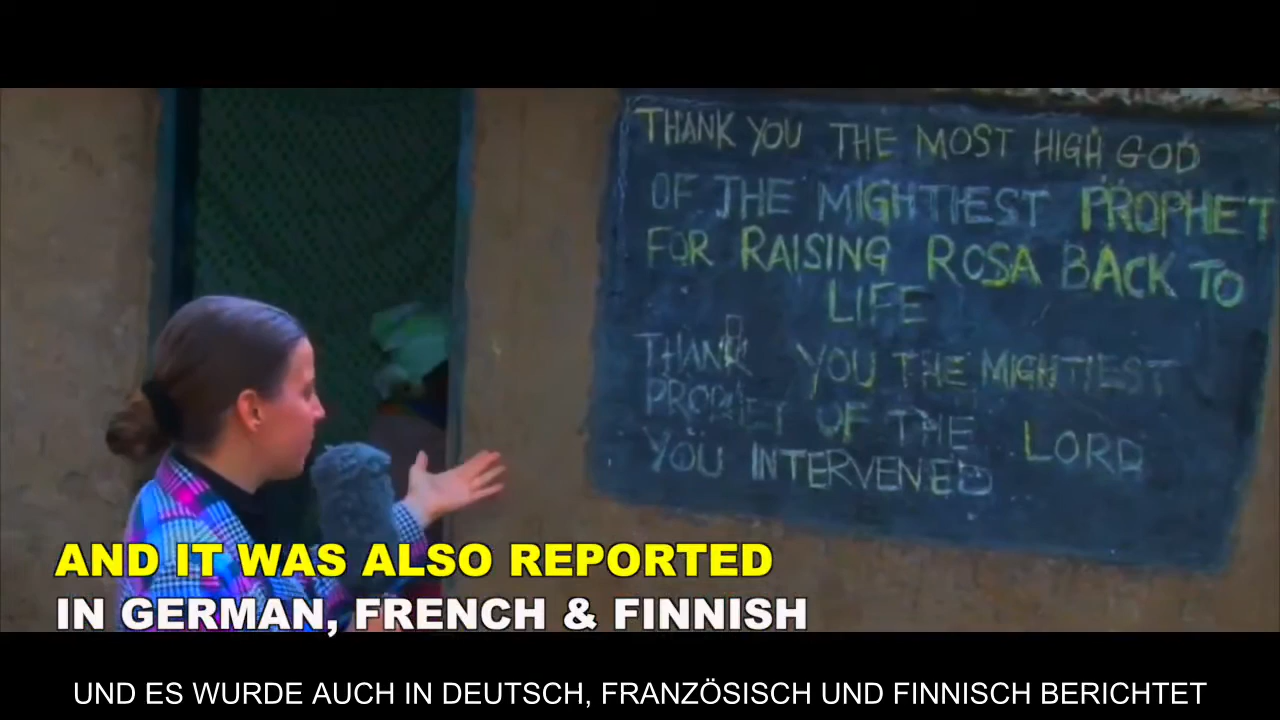 THANK YOU THE MOST HIGH GOD
OF THE MIGHTIEST PROPHET
FOR RAISING ROSA BACK TO
LIFE
THANK YOU THE MIGHTIEST
PROPHET OF THE LORD
YOU INTERVENED
AND IT WAS ALSO REPORTED
IN GERMAN, FRENCH & FINNISH
UND ES WURDE AUCH IN DEUTSCH, FRANZÖSISCH UND FINNISCH BERICHTET